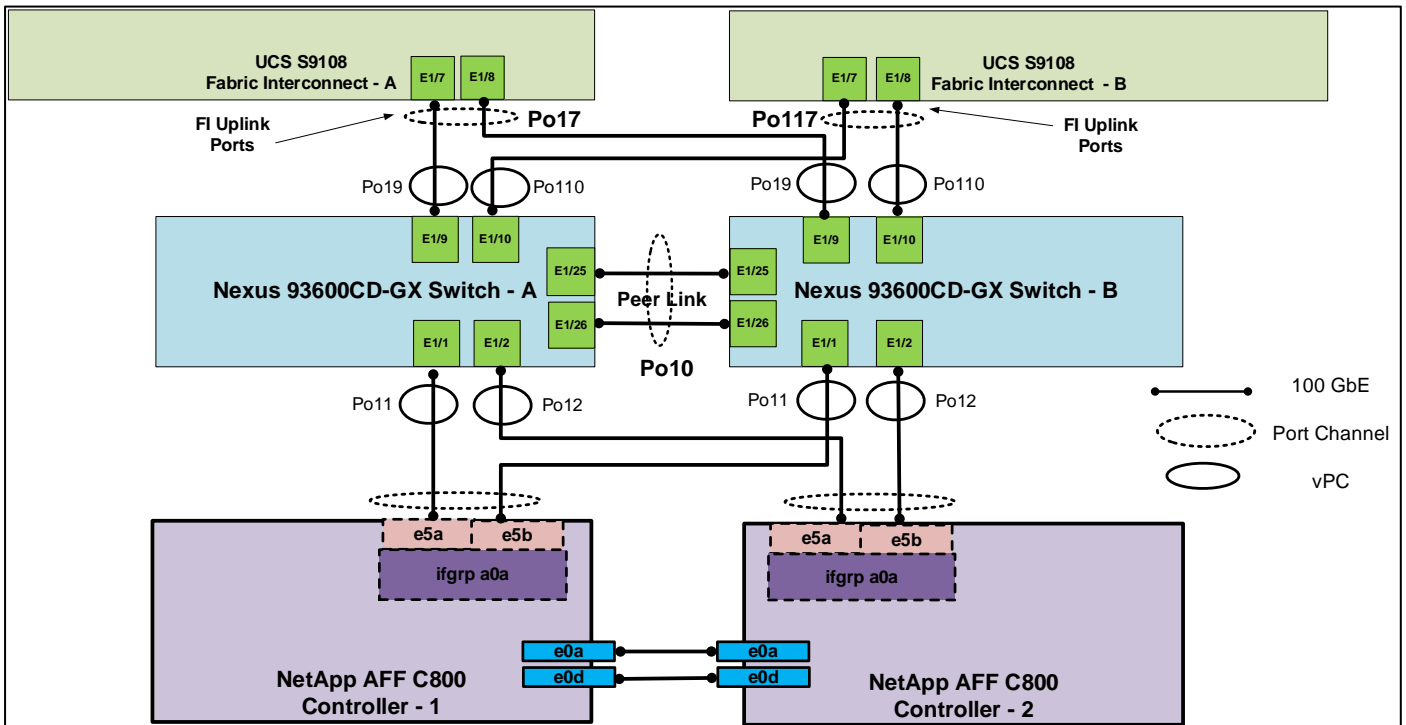 UCS S9108
Fabric Interconnect - A
E1/7
E1/8
UCS S9108
Fabric Interconnect - B
E1/7
E1/8
FI Uplink
Ports
Po17
Po117
FI Uplink
Ports
Po19
Po110
Po19
Po110
E1/9
E1/10
E1/9
E1/10
Nexus 93600CD-GX Switch - A
E1/25
E1/26
Peer Link
E1/25
E1/26
Nexus 93600CD-GX Switch - B
E1/1
E1/2
E1/1
E1/2
Po10
Po11
Po12
Po11
Po12
100 GbE
Port Channel
vPC
e5a
e5b
ifgrp a0a
e5a
e5b
ifgrp a0a
e0a
e0d
e0a
e0d
NetApp AFF C800
Controller - 1
NetApp AFF C800
Controller - 2